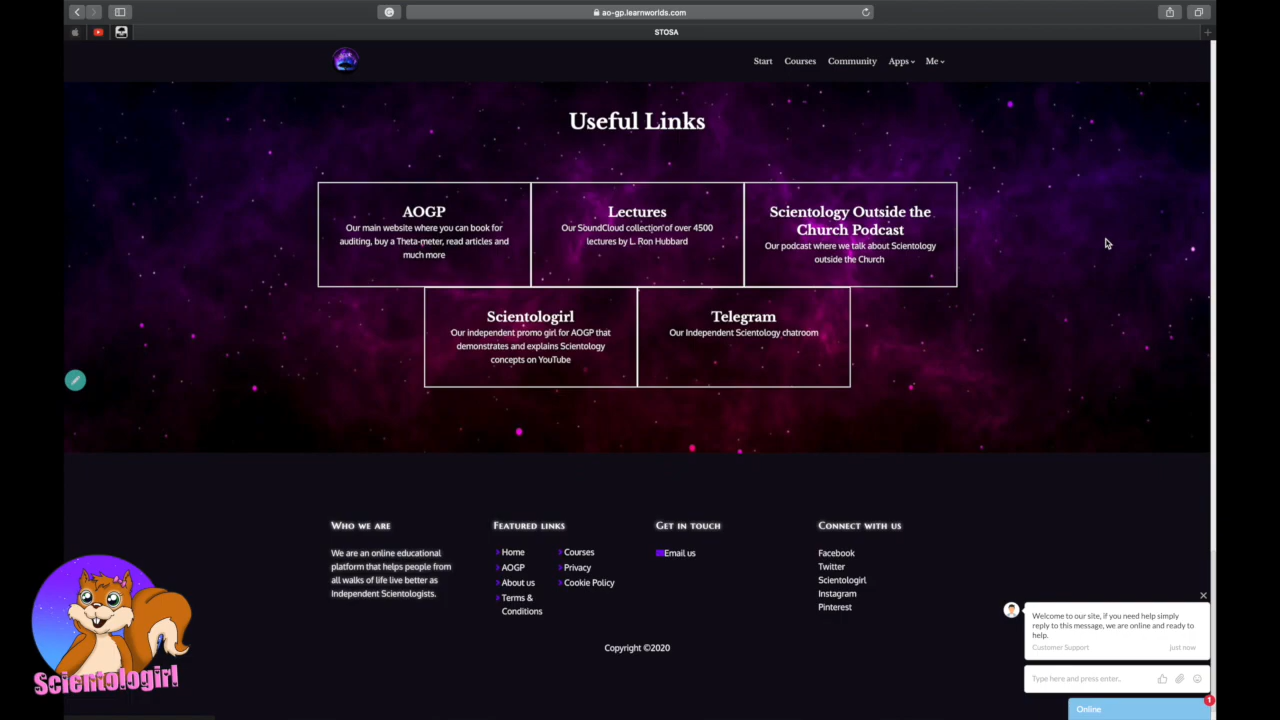 ao-gp.learnworlds.com
STOSA
Start Courses Community Apps Me
Useful Links
AOGP
Our main website where you can book for
auditing, buy a Theta-meter, read articles and
much more
Lectures
Our SoundCloud collection of over 4500
lectures by L. Ron Hubbard
Scientology Outside the
Church Podcast
Our podcast where we talk about Scientology
outside the Church
Scientologirl
Our independent promo girl for AOGP that
demonstrates and explains Scientology
concepts on YouTube
Telegram
Our Independent Scientology chatroom
Who we are
We are an online educational
platform that helps people from
all walks of life live better as
Independent Scientologists.
Featured links
Home
AOGP
About us
Terms &
Conditions
Courses
Privacy
Cookie Policy
Get in touch
Email us
Connect with us
Facebook
Twitter
Scientologirl
Instagram
Pinterest
Copyright ©2020
Welcome to our site, if you need help simply
reply to this message, we are online and ready to
help.
Customer Support just now
Type here and press enter..
Online
1
Scientologirl